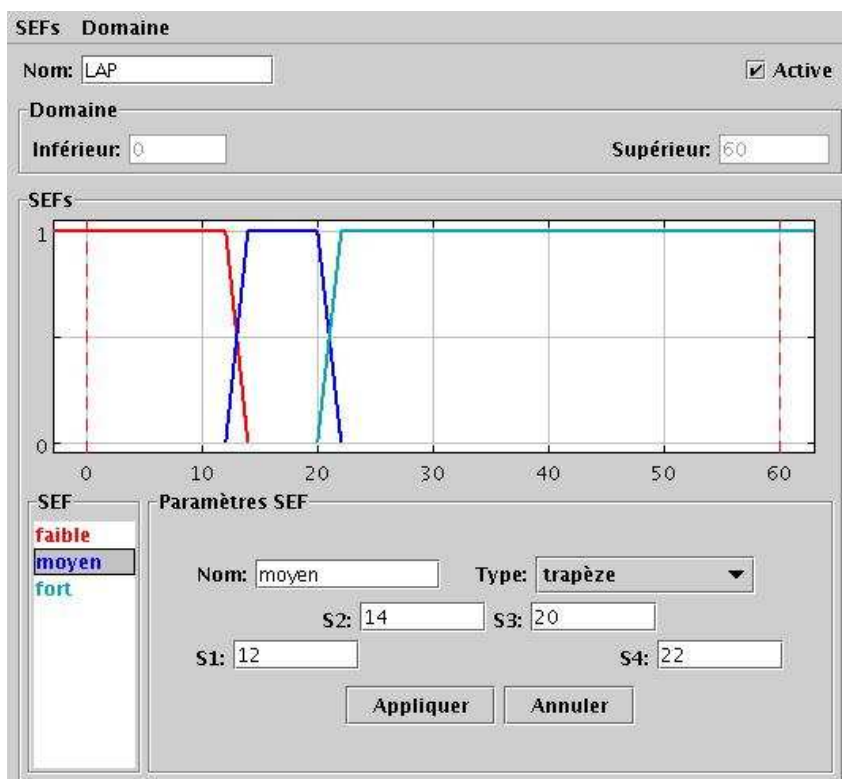 SEFs Domaine
Nom: LAP Active
Domaine
Inférieur: 0 Supérieur: 60
SEFs
1
0
0 10 20 30 40 50 60
SEF Paramètres SEF
faible
moyen
fort
Nom: moyen Type: trapèze
S2: 14 S3: 20
S1: 12 S4: 22
Appliquer Annuler